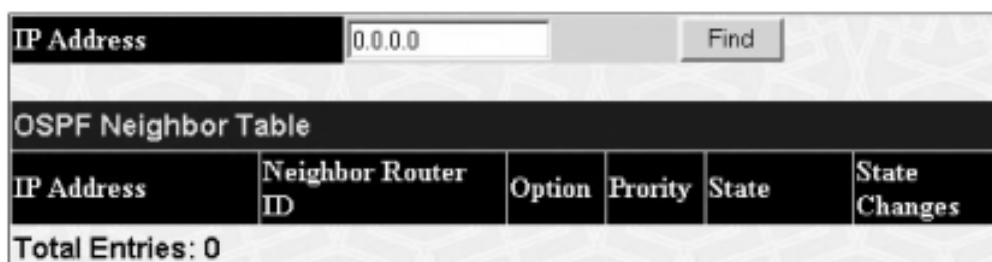 IP Address 0.0.0.0 Find
OSPF Neighbor Table
IP Address Neighbor Router ID Option Prority State State Changes
Total Entries: 0